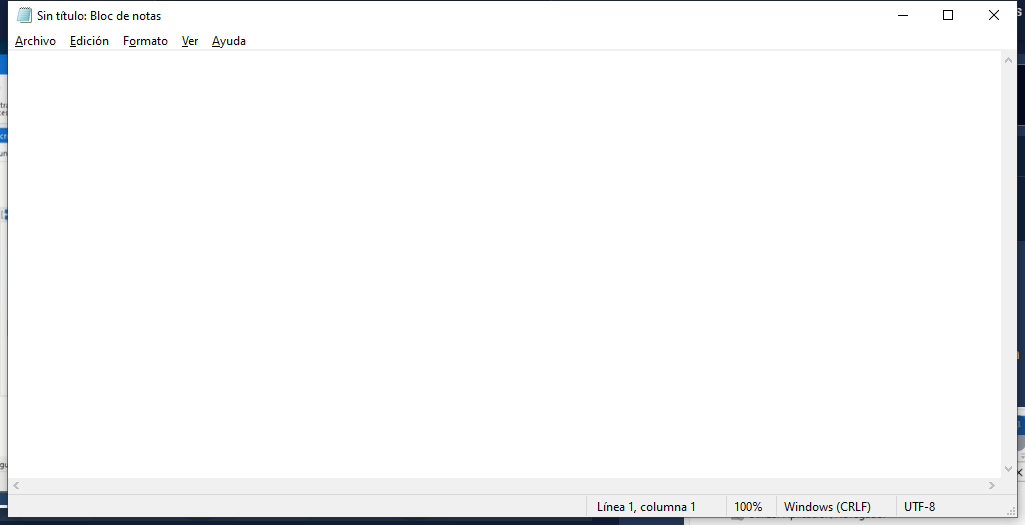 Sin título: Bloc de notas
Archivo Edición Formato Ver Ayuda
Línea 1, columna 1 100% Windows (CRLF) UTF-8